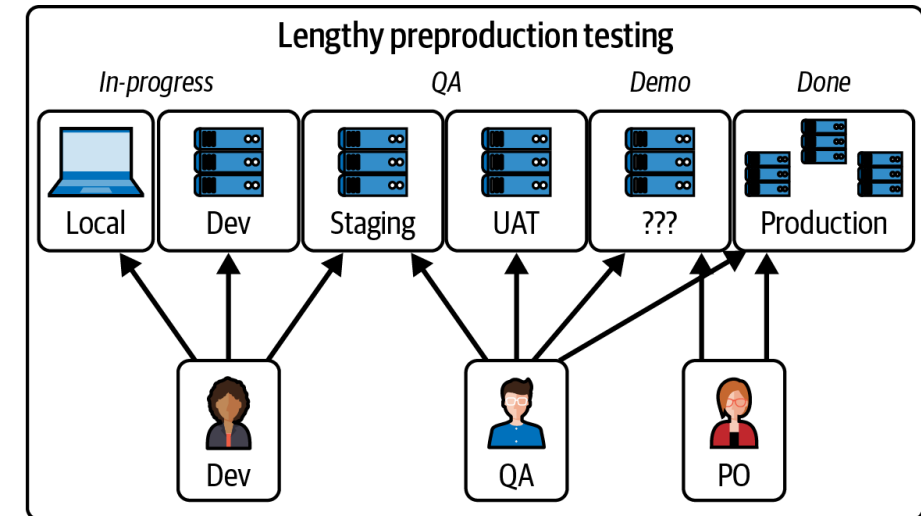 Lengthy preproduction testing
In-progress
QA
Demo
Done
Local
Dev
Staging
UAT
???
Production
Dev
QA
PO